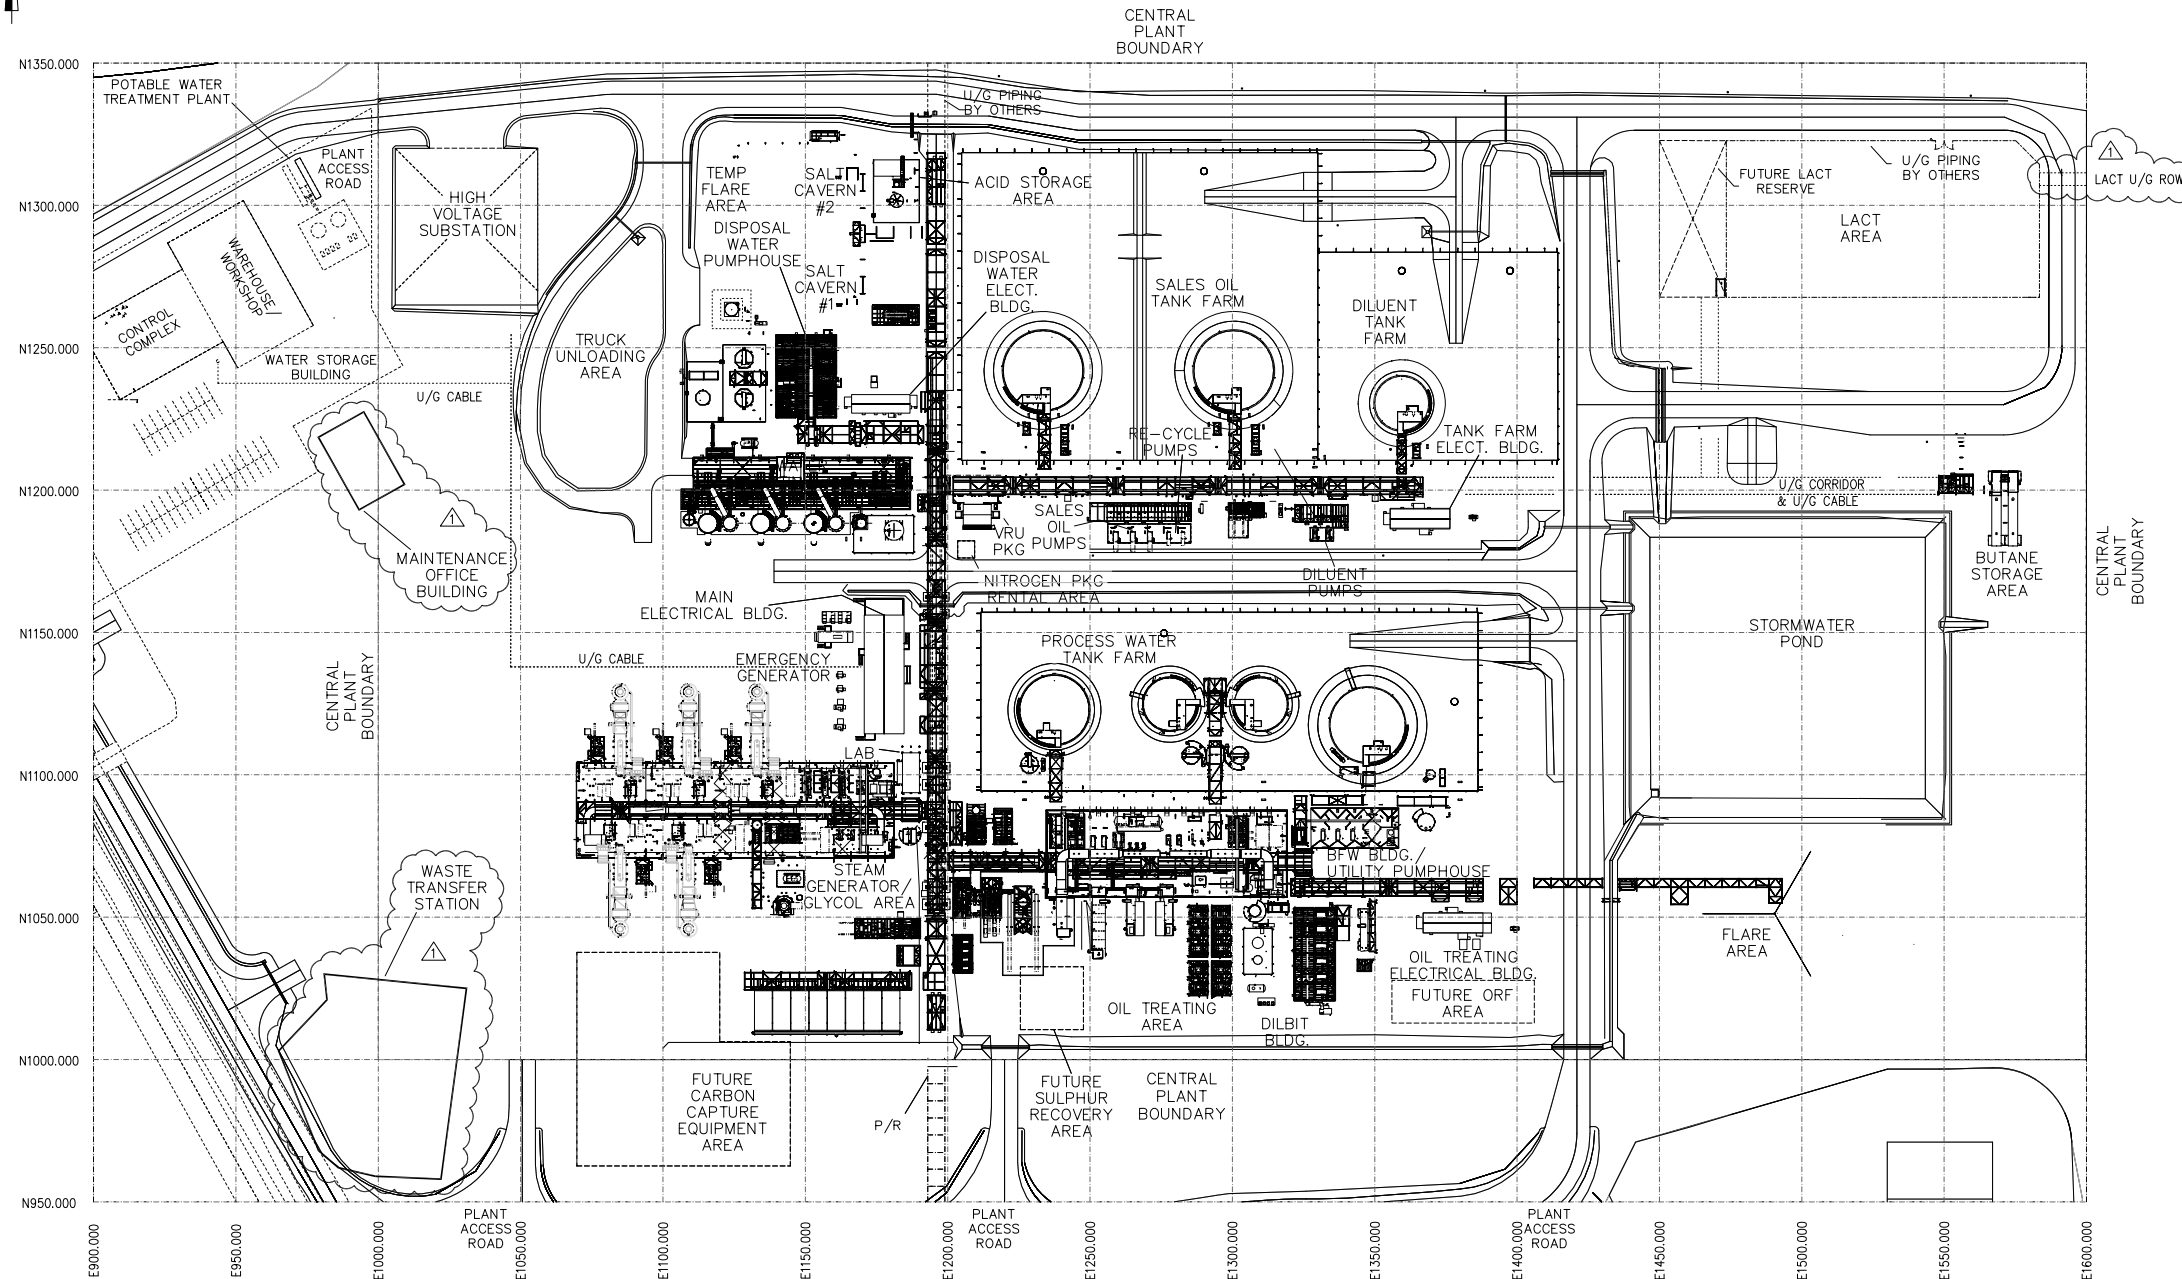 CENTRAL
PLANT
BOUNDARY
N1350.000
POTABLE WATER
TREATMENT PLANT
U/G PIPING
BY OTHERS
PLANT
ACCESS
ROAD
HIGH
VOLTAGE
SUBSTATION
TEMP
FLARE
AREA
SALT
CAVERN
#2
ACID STORAGE
AREA
FUTURE LACT
RESERVE
U/G PIPING
BY OTHERS
1
LACT U/G ROW
N1300.000
LACT
AREA
WAREHOUSE/
WORKSHOP
DISPOSAL
WATER
PUMPHOUSE
SALT
CAVERN
#1
DISPOSAL
WATER
ELECT.
BLDG.
SALES OIL
TANK FARM
DILUENT
TANK
FARM
CONTROL
COMPLEX
N1250.000
TRUCK
UNLOADING
AREA
WATER STORAGE
BUILDING
U/G CABLE
RE-CYCLE
PUMPS
TANK FARM
ELECT. BLDG.
N1200.000
U/G CORRIDOR
& U/G CABLE
1
MAINTENANCE
OFFICE
BUILDING
VRU
PKG
SALES
OIL
PUMPS
NITROGEN PKG
RENTAL AREA
DILUENT
PUMPS
BUTANE
STORAGE
AREA
CENTRAL
PLANT
BOUNDARY
MAIN
ELECTRICAL BLDG.
N1150.000
U/G CABLE
EMERGENCY
GENERATOR
PROCESS WATER
TANK FARM
STORMWATER
POND
CENTRAL
PLANT
BOUNDARY
LAB
N1100.000
BFW BLDG./
UTILITY PUMPHOUSE
STEAM
GENERATOR/
GLYCOL AREA
WASTE
TRANSFER
STATION
1
N1050.000
FLARE
AREA
OIL TREATING
ELECTRICAL BLDG.
FUTURE ORF
AREA
OIL TREATING
AREA
DILBIT
BLDG.
N1000.000
FUTURE
CARBON
CAPTURE
EQUIPMENT
AREA
P/R
FUTURE
SULPHUR
RECOVERY
AREA
CENTRAL
PLANT
BOUNDARY
N950.000
PLANT
ACCESS
ROAD
PLANT
ACCESS
ROAD
PLANT
ACCESS
ROAD
E900.000
E950.000
E1000.000
E1050.000
E1100.000
E1150.000
E1200.000
E1250.000
E1300.000
E1350.000
E1400.000
E1450.000
E1500.000
E1550.000
E1600.000